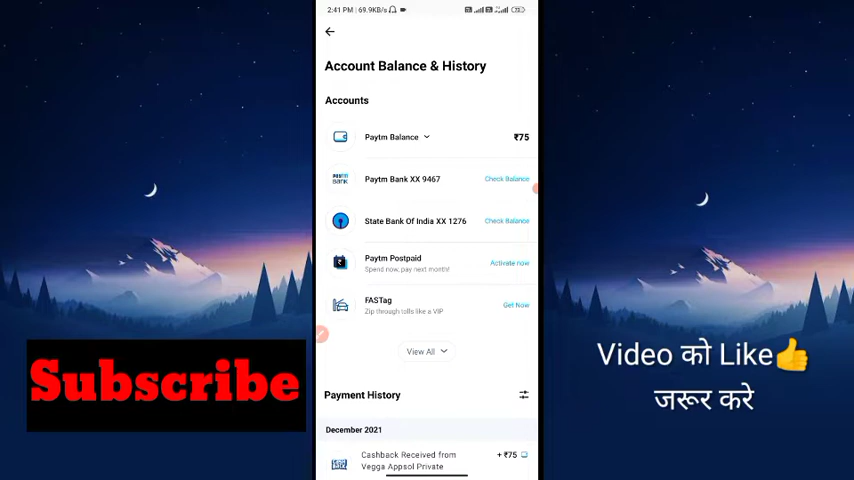 2:41 PM | 69.9KB/s
Account Balance & History
Accounts
Paytm Balance
₹75
Paytm Bank XX 9467
Check Balance
State Bank Of India XX 1276
Check Balance
Paytm Postpaid
Spend now, pay next month!
Activate now
FASTag
Zip through tolls like a VIP
Get Now
View All
Payment History
December 2021
Cashback Received from
Vegga Appsol Private
+ ₹75
Subscribe
Video को Like👍
जरूर करे